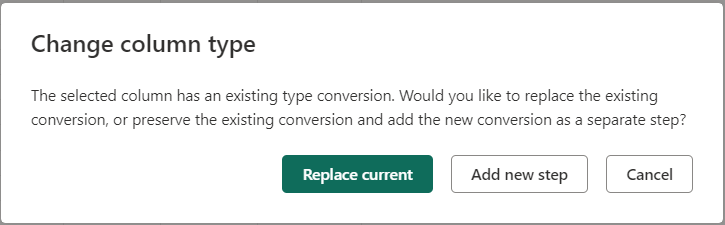 Change column type
The selected column has an existing type conversion. Would you like to replace the existing
conversion, or preserve the existing conversion and add the new conversion as a separate step?
Replace current Add new step Cancel